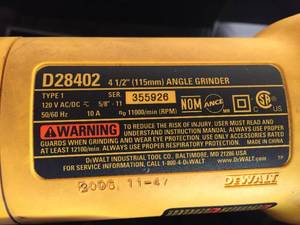 D28402 4 1/2" (115mm) ANGLE GRINDER
TYPE 1 SER. 355926
120 V AC/DC 5/8" - 11 NOM ANCE
50/60 Hz 10 A n₀ 11000/min (RPM) SA
WARNING TO REDUCE THE RISK OF INJURY, USER MUST READ AND
UNDERSTAND INSTRUCTION MANUAL. ALWAYS USE PROPER
GUARDS WHEN GRINDING AND WEAR EYE PROTECTION. USE ONLY ACCESSORIES RATED
AT LEAST 12100/min. ALWAYS USE PROPER RESPIRATORY PROTECTION.
MADE IN CHINA
DEWALT INDUSTRIAL TOOL CO., BALTIMORE, MD 21286 USA
FOR SERVICE INFORMATION, CALL 1-800-4-DEWALT www.DEWALT.com
2006 11-47
DEWALT